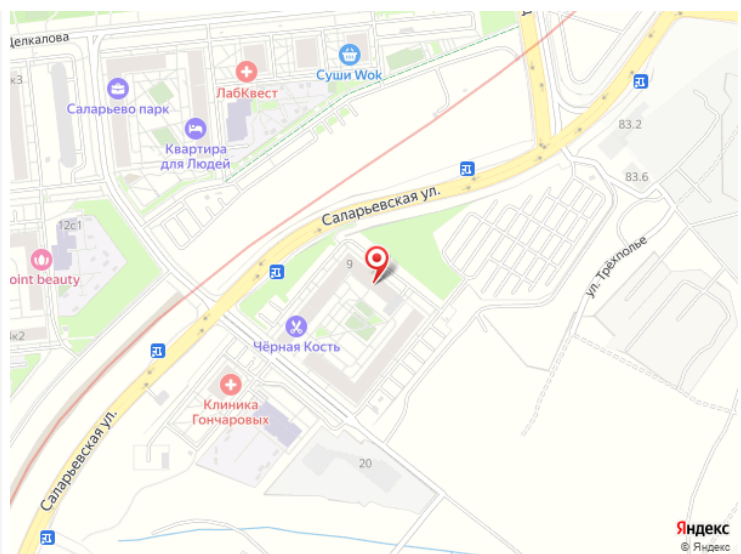 Щелкалова
к3
Суши Wok
ЛабКвест
Саларьево парк
Квартира
для Людей
83.2
83.6
Саларьевская ул.
12с1
oint beauty
9
ул. Трёхполье
Чёрная Кость
к2
Клиника
Гончаровых
Саларьевская ул.
20
Яндекс
© Яндекс